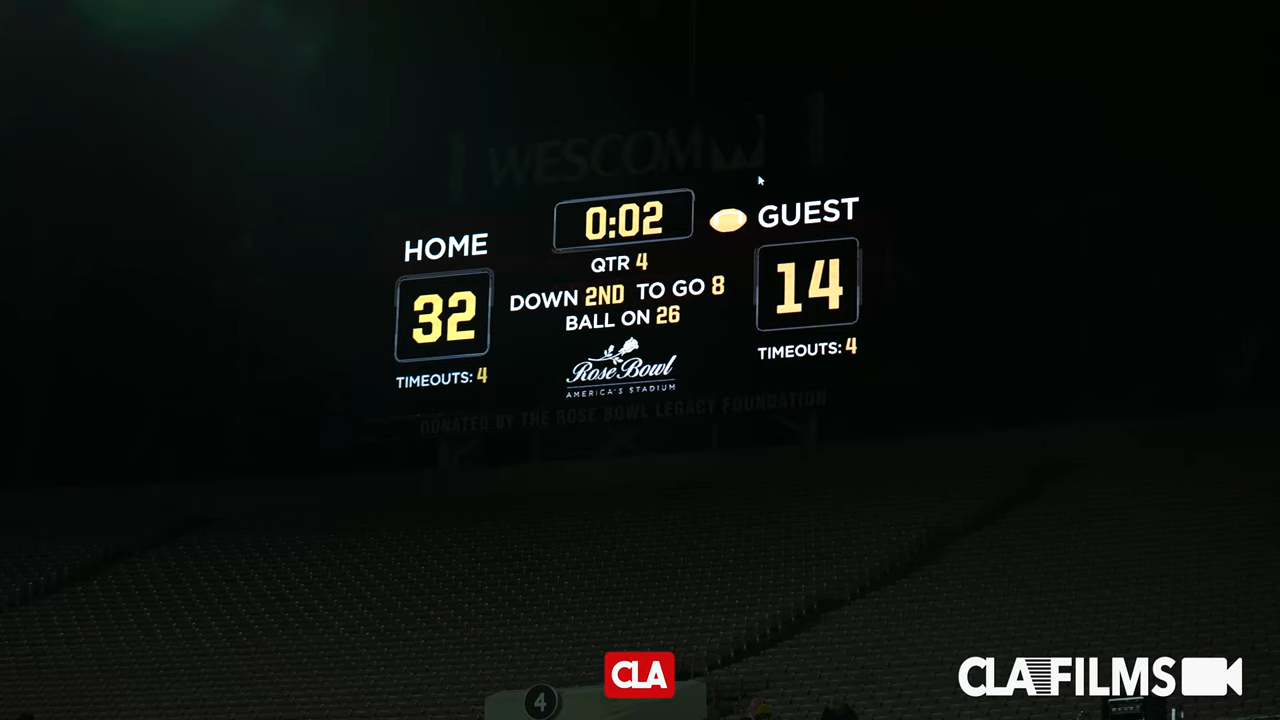 WESCOM
0:02
HOME
GUEST
QTR 4
32
14
DOWN 2ND TO GO 8
BALL ON 26
TIMEOUTS: 4
TIMEOUTS: 4
Rose Bowl
AMERICA'S STADIUM
DONATED BY THE ROSE BOWL LEGACY FOUNDATION
CLA
CLAFILMS
4